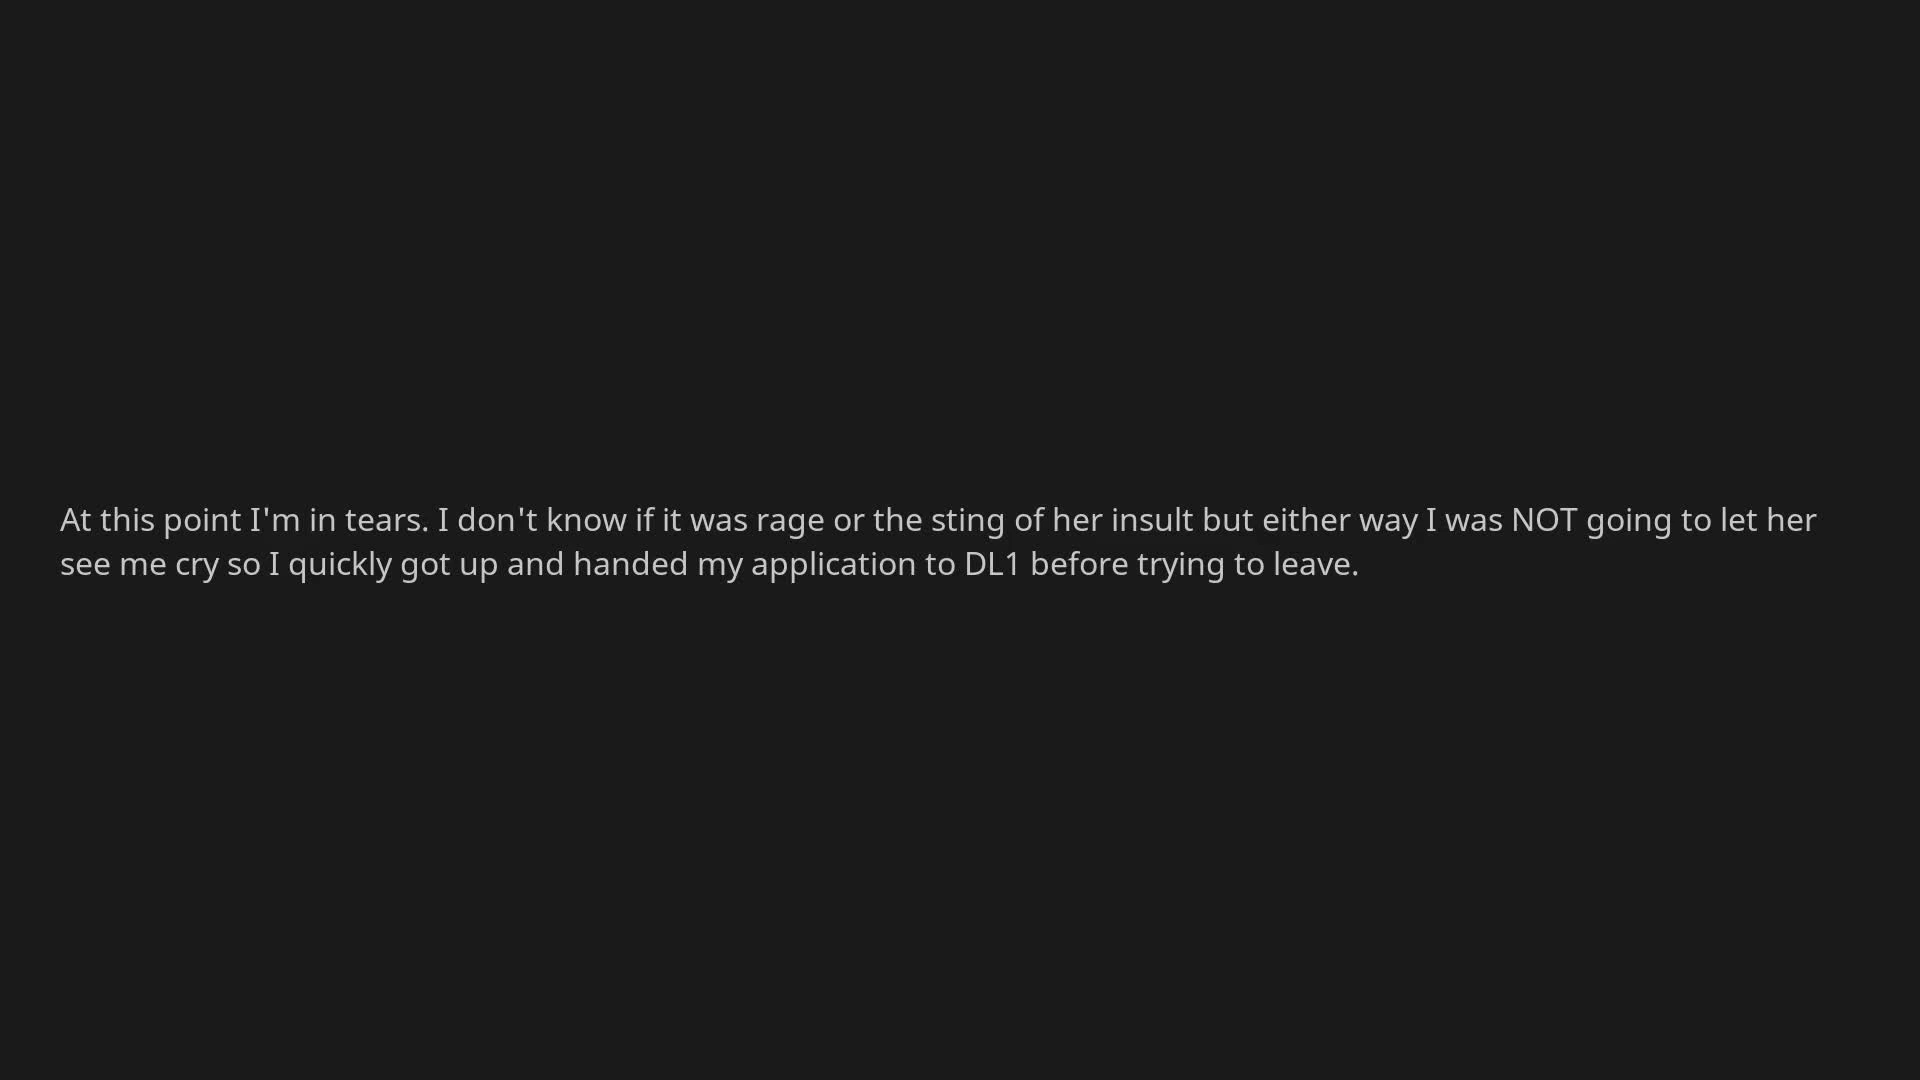 At this point I'm in tears. I don't know if it was rage or the sting of her insult but either way I was NOT going to let her
see me cry so I quickly got up and handed my application to DL1 before trying to leave.